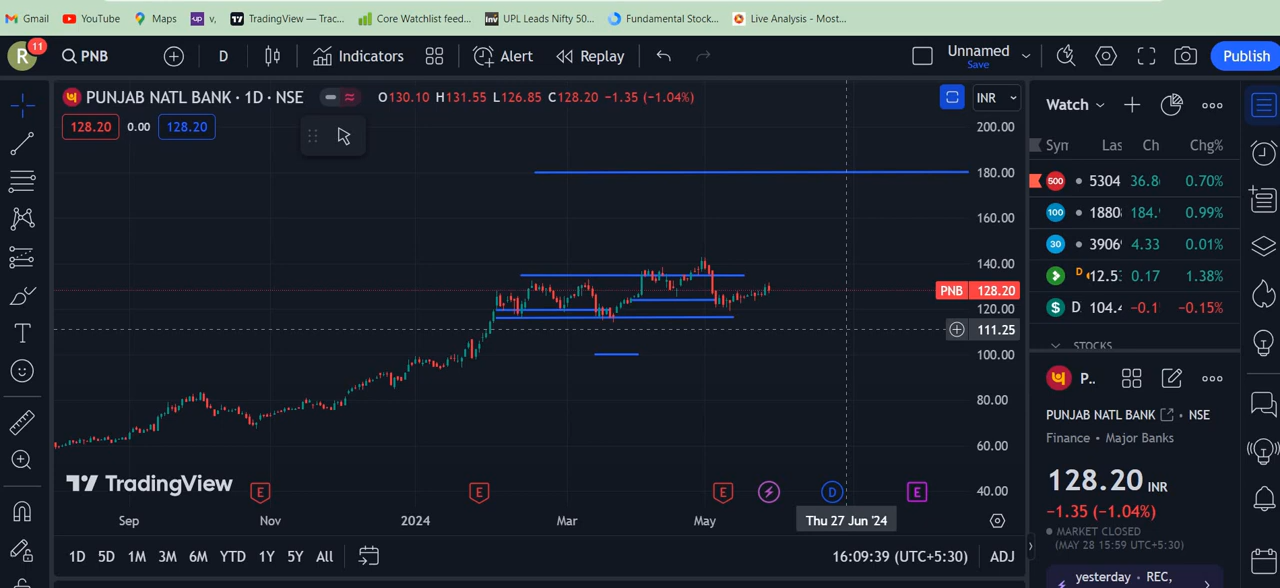 Gmail YouTube Maps v, TradingView — Trac... Core Watchlist feed... UPL Leads Nifty 50... Fundamental Stock... Live Analysis - Most...
R 11 PNB D Indicators Alert Replay Unnamed Save Publish
PUNJAB NATL BANK · 1D · NSE O130.10 H131.55 L126.85 C128.20 −1.35 (−1.04%) INR
128.20 0.00 128.20
200.00
180.00
160.00
140.00
PNB 128.20
120.00
111.25
100.00
80.00
60.00
40.00
TradingView
E E E D E
Sep Nov 2024 Mar May Thu 27 Jun '24
1D 5D 1M 3M 6M YTD 1Y 5Y All 16:09:39 (UTC+5:30) ADJ
Watch
Syn Las Ch Chg%
500 5304 36.8 0.70%
100 1880 184. 0.99%
30 3906 4.33 0.01%
D 12.5 0.17 1.38%
$ D 104. −0.1 −0.15%
STOCKS
P..
PUNJAB NATL BANK • NSE
Finance • Major Banks
128.20 INR
−1.35 (−1.04%)
MARKET CLOSED
(MAY 28 15:59 UTC+5:30)
yesterday • REC,